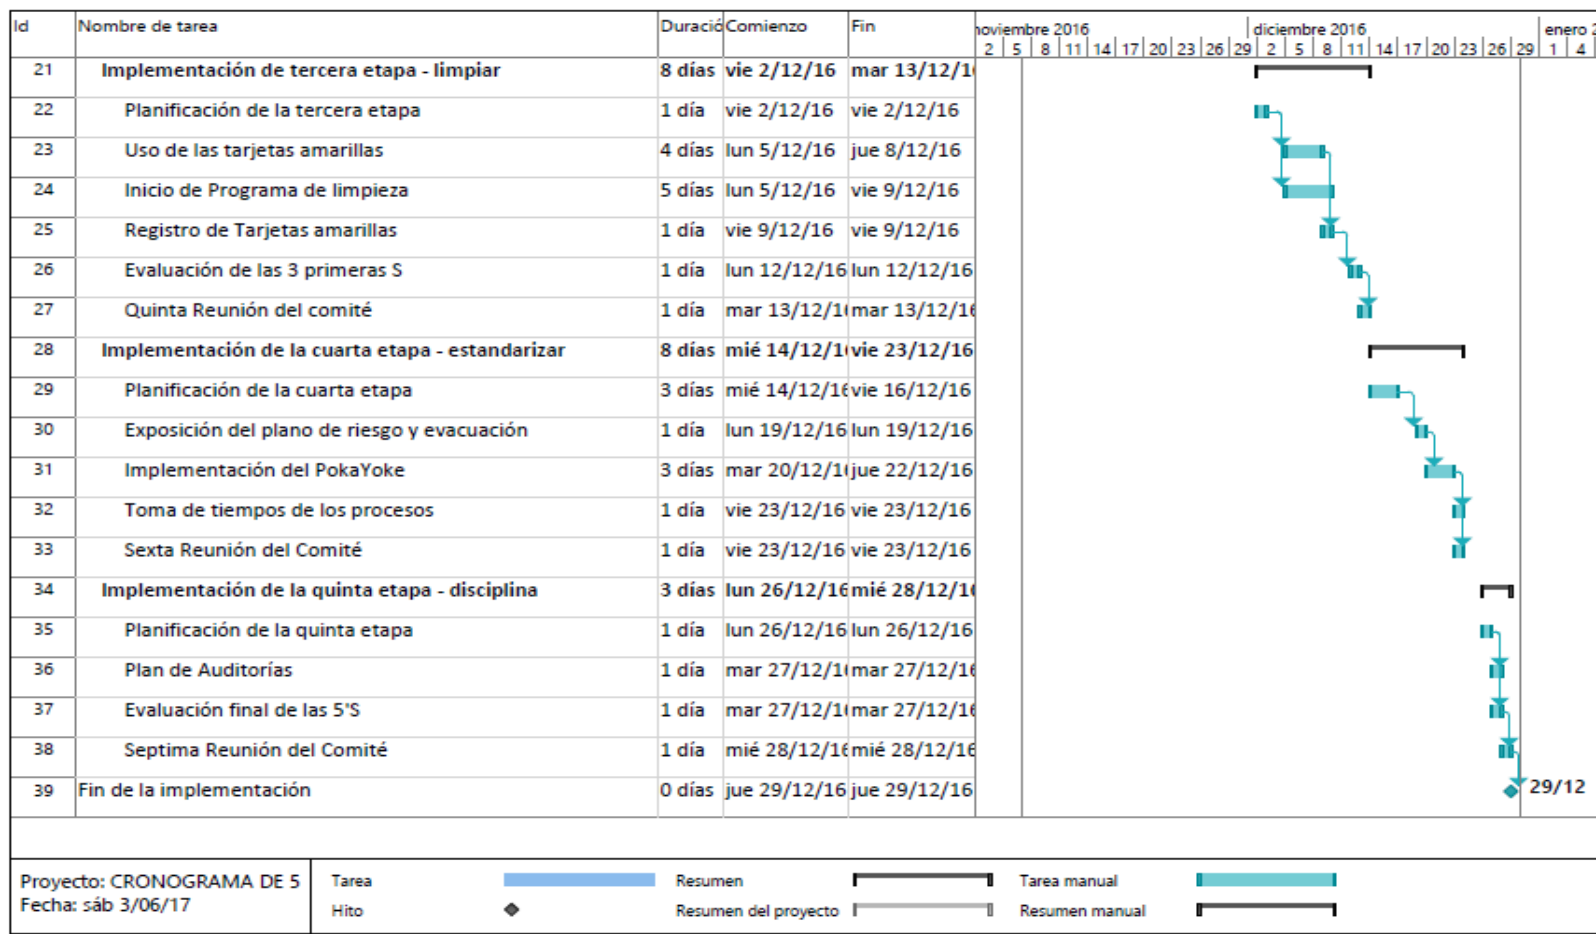 Id Nombre de tarea Duració Comienzo Fin noviembre 2016 diciembre 2016 enero 2
2 5 8 11 14 17 20 23 26 29 2 5 8 11 14 17 20 23 26 29 1 4
21 Implementación de tercera etapa - limpiar 8 días vie 2/12/16 mar 13/12/1
22 Planificación de la tercera etapa 1 día vie 2/12/16 vie 2/12/16
23 Uso de las tarjetas amarillas 4 días lun 5/12/16 jue 8/12/16
24 Inicio de Programa de limpieza 5 días lun 5/12/16 vie 9/12/16
25 Registro de Tarjetas amarillas 1 día vie 9/12/16 vie 9/12/16
26 Evaluación de las 3 primeras S 1 día lun 12/12/16 lun 12/12/16
27 Quinta Reunión del comité 1 día mar 13/12/1 mar 13/12/16
28 Implementación de la cuarta etapa - estandarizar 8 días mié 14/12/1 vie 23/12/16
29 Planificación de la cuarta etapa 3 días mié 14/12/16 vie 16/12/16
30 Exposición del plano de riesgo y evacuación 1 día lun 19/12/16 lun 19/12/16
31 Implementación del PokaYoke 3 días mar 20/12/1 jue 22/12/16
32 Toma de tiempos de los procesos 1 día vie 23/12/16 vie 23/12/16
33 Sexta Reunión del Comité 1 día vie 23/12/16 vie 23/12/16
34 Implementación de la quinta etapa - disciplina 3 días lun 26/12/16 mié 28/12/1
35 Planificación de la quinta etapa 1 día lun 26/12/16 lun 26/12/16
36 Plan de Auditorías 1 día mar 27/12/1 mar 27/12/16
37 Evaluación final de las 5'S 1 día mar 27/12/1 mar 27/12/16
38 Septima Reunión del Comité 1 día mié 28/12/16 mié 28/12/16
39 Fin de la implementación 0 días jue 29/12/16 jue 29/12/16 29/12
Proyecto: CRONOGRAMA DE 5 Tarea Resumen Tarea manual
Fecha: sáb 3/06/17 Hito Resumen del proyecto Resumen manual